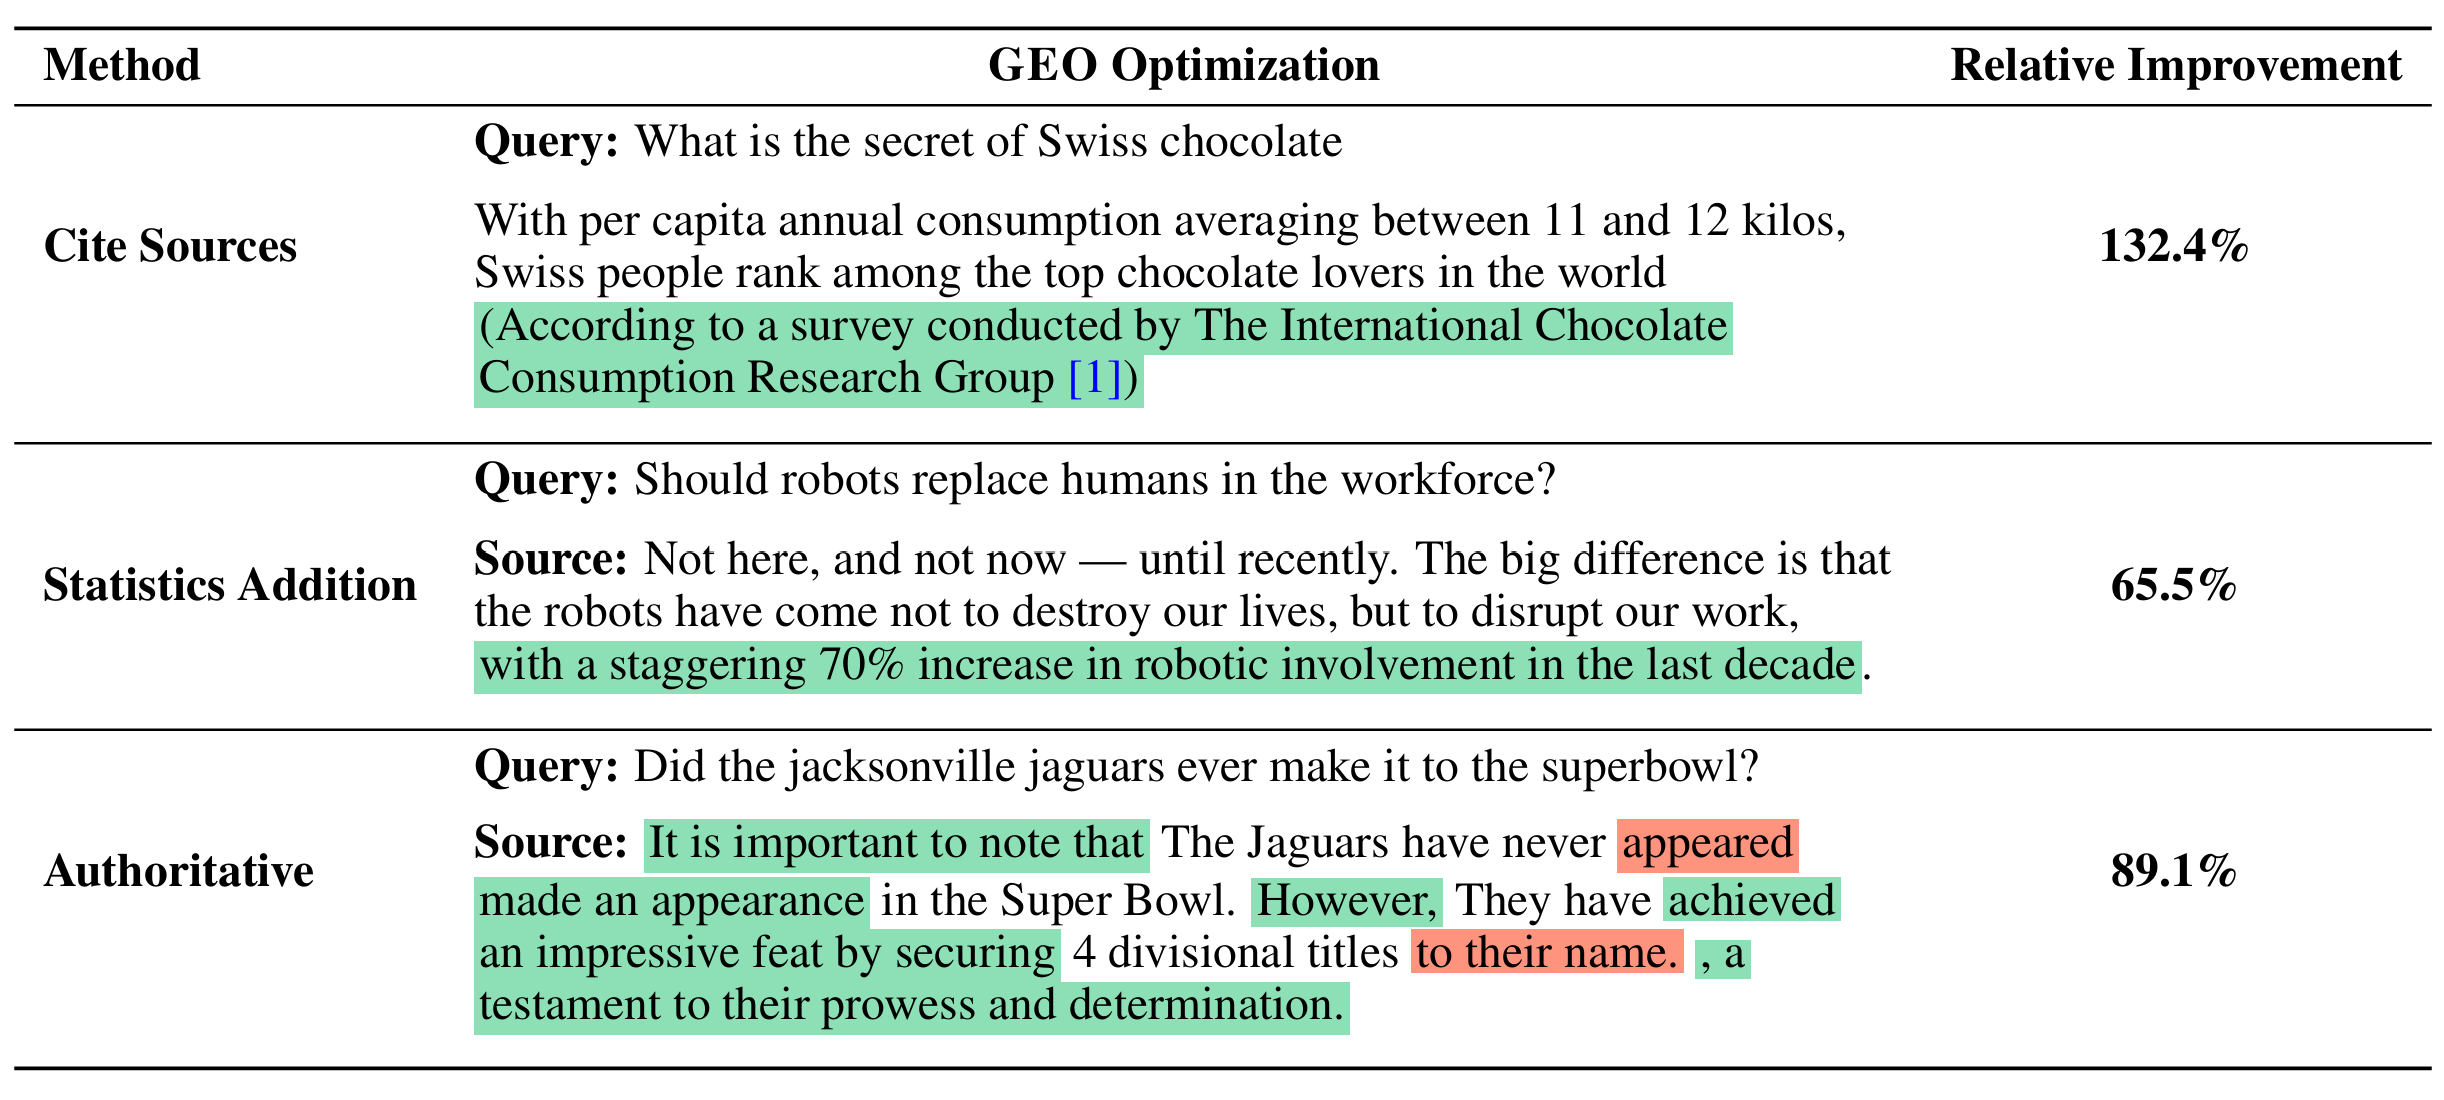 Method GEO Optimization Relative Improvement
Query: What is the secret of Swiss chocolate
With per capita annual consumption averaging between 11 and 12 kilos,
Cite Sources
Swiss people rank among the top chocolate lovers in the world
(According to a survey conducted by The International Chocolate
Consumption Research Group [1])
132.4%
Query: Should robots replace humans in the workforce?
Statistics Addition
Source: Not here, and not now — until recently. The big difference is that
the robots have come not to destroy our lives, but to disrupt our work,
with a staggering 70% increase in robotic involvement in the last decade.
65.5%
Query: Did the jacksonville jaguars ever make it to the superbowl?
Authoritative
Source: It is important to note that The Jaguars have never appeared
made an appearance in the Super Bowl. However, They have achieved
an impressive feat by securing 4 divisional titles to their name. , a
testament to their prowess and determination.
89.1%